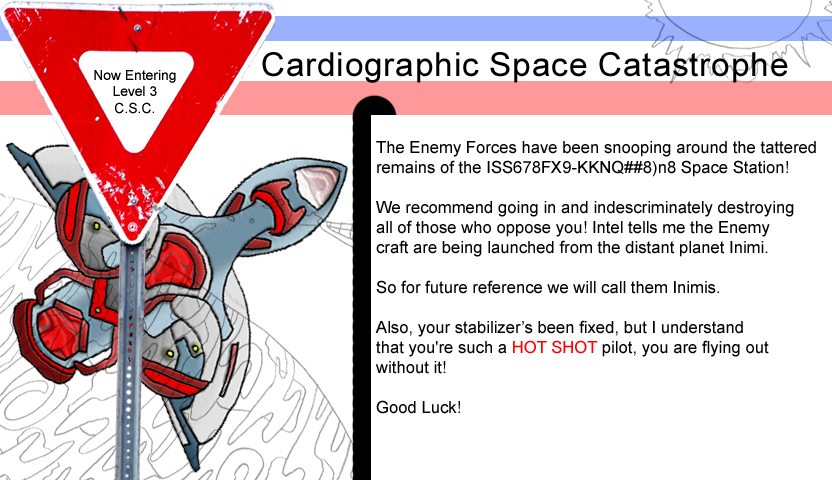 Now Entering
Level 3
C.S.C.
Cardiographic Space Catastrophe
The Enemy Forces have been snooping around the tattered
remains of the ISS678FX9-KKNQ##8)n8 Space Station!
We recommend going in and indescriminately destroying
all of those who oppose you! Intel tells me the Enemy
craft are being launched from the distant planet Inimi.
So for future reference we will call them Inimis.
Also, your stabilizer’s been fixed, but I understand
that you're such a HOT SHOT pilot, you are flying out
without it!
Good Luck!